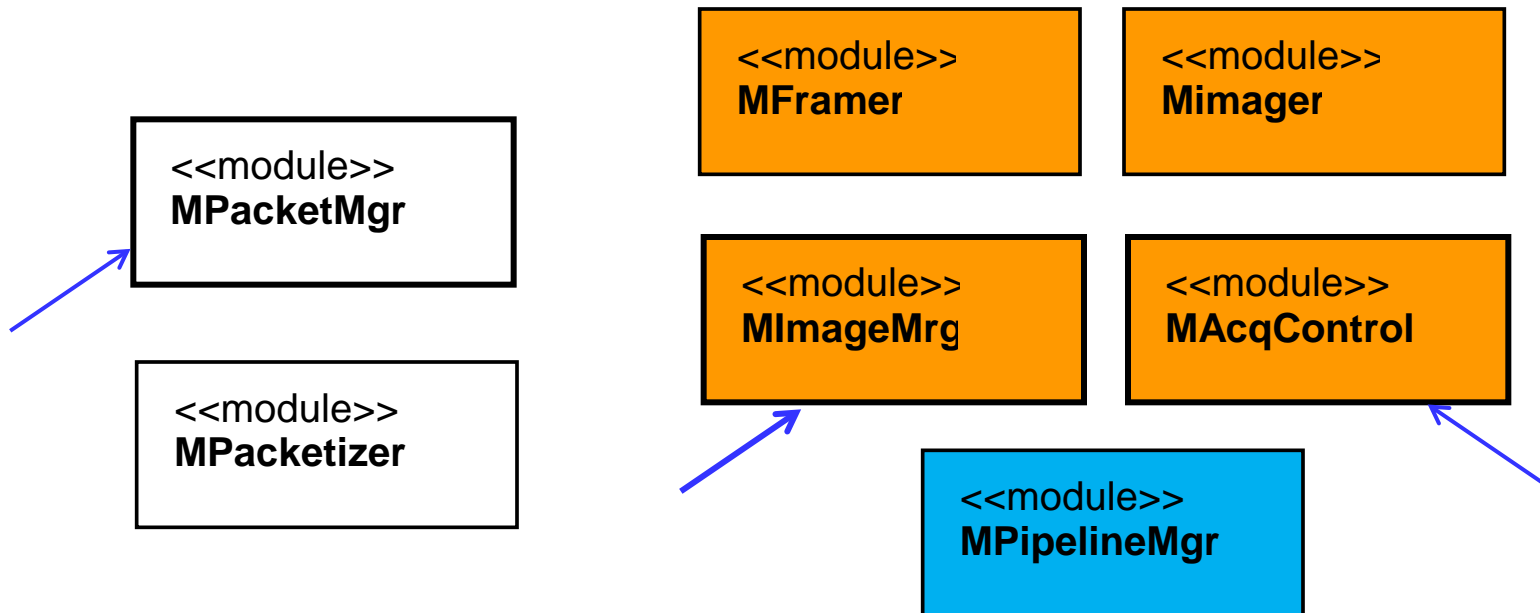 <<module>>
MFramer
<<module>>
Mimager
<<module>>
MPacketMgr
<<module>>
MImageMrg
<<module>>
MAcqControl
<<module>>
MPacketizer
<<module>>
MPipelineMgr